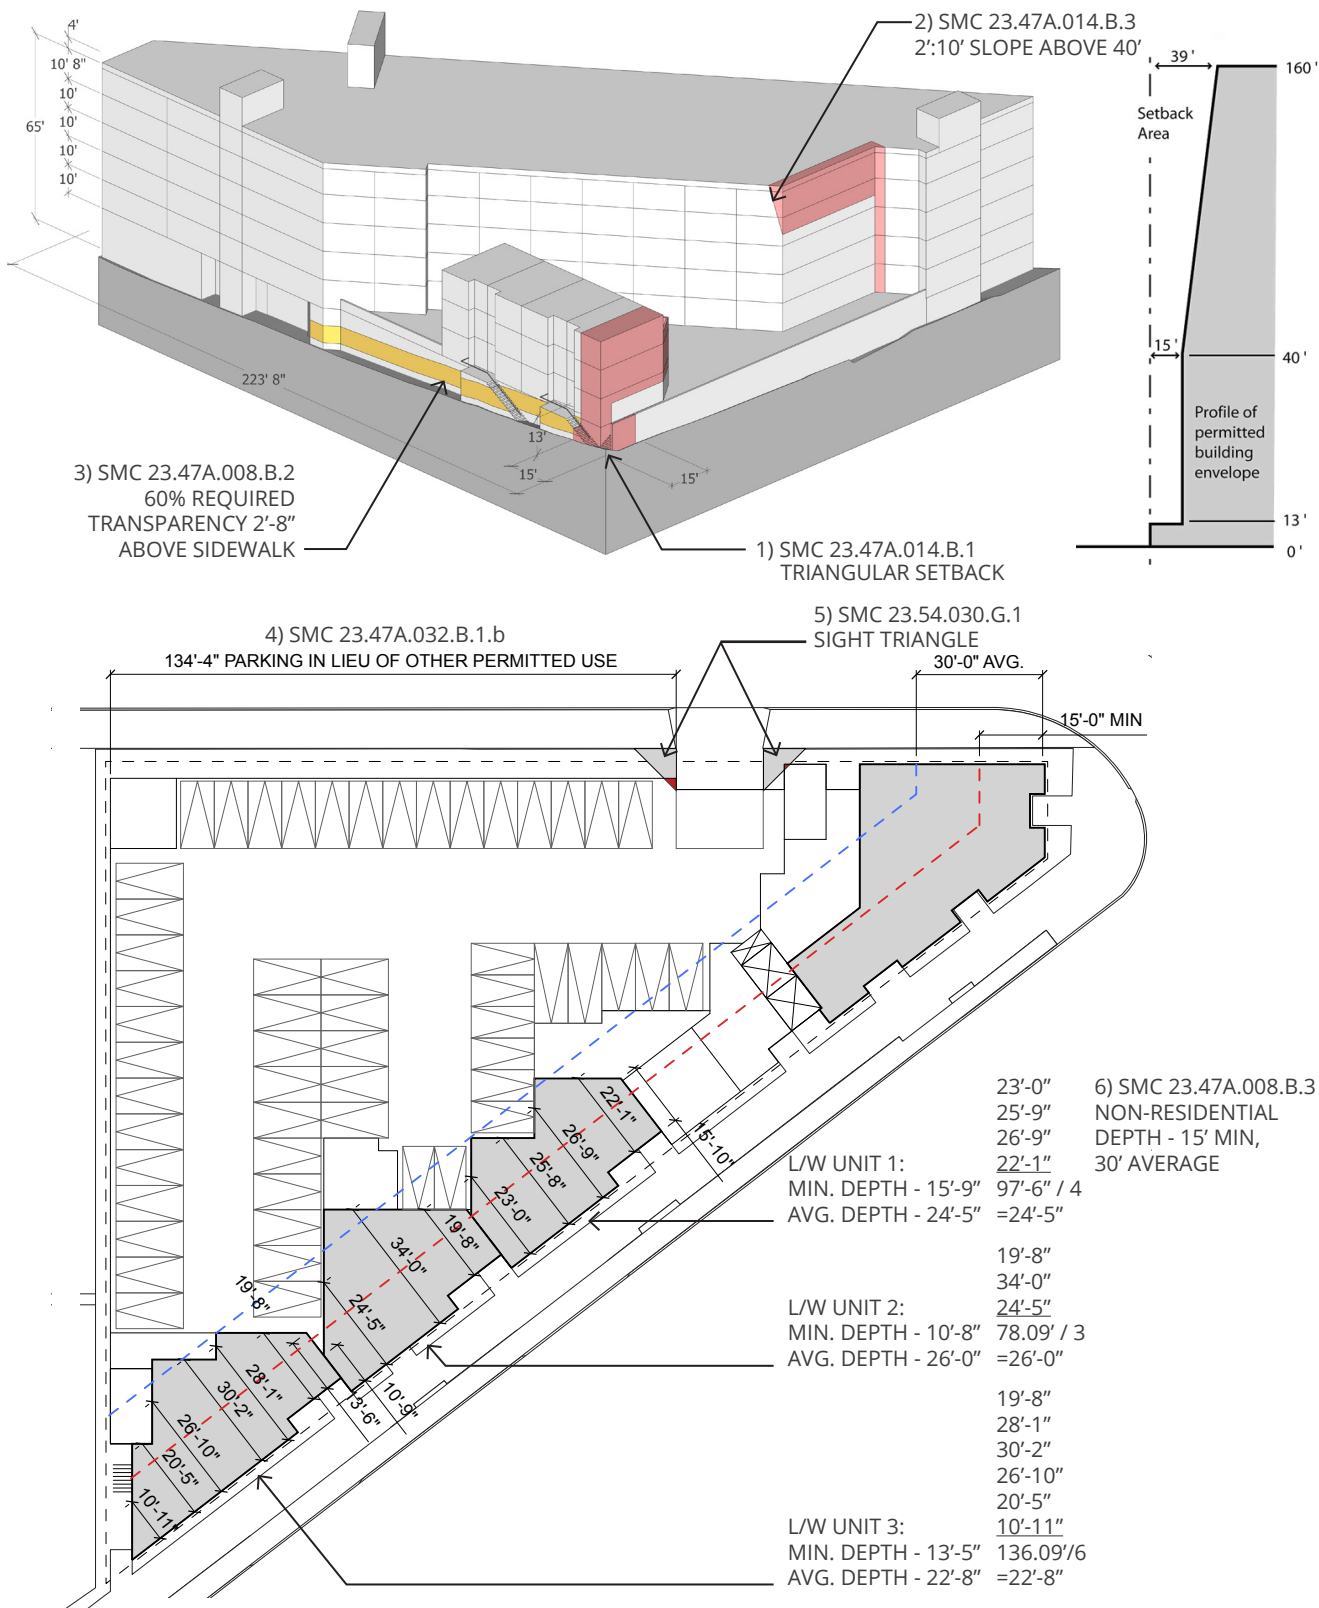 4'
10' 8"
10'
10'
10'
10'
65'
223' 8"
13'
15'
15'
2) SMC 23.47A.014.B.3
2’:10’ SLOPE ABOVE 40’
39 '
160 '
Setback
Area
15 '
40 '
Profile of
permitted
building
envelope
13 '
0 '
3) SMC 23.47A.008.B.2
60% REQUIRED
TRANSPARENCY 2’-8”
ABOVE SIDEWALK
1) SMC 23.47A.014.B.1
TRIANGULAR SETBACK
5) SMC 23.54.030.G.1
SIGHT TRIANGLE
4) SMC 23.47A.032.B.1.b
134'-4" PARKING IN LIEU OF OTHER PERMITTED USE
30'-0" AVG.
15'-0" MIN
22'-1"
26'-9"
25'-8"
23'-0"
15'-10"
19'-8"
34'-0"
24'-5"
10'-9"
19'-8"
3'-6"
28'-1"
30'-2"
26'-10"
20'-5"
10'-11"
6) SMC 23.47A.008.B.3
NON-RESIDENTIAL
DEPTH - 15’ MIN,
30’ AVERAGE
23’-0”
25’-9”
26’-9”
L/W UNIT 1: 22’-1”
MIN. DEPTH - 15’-9” 97’-6” / 4
AVG. DEPTH - 24’-5” =24’-5”
19’-8”
34’-0”
L/W UNIT 2: 24’-5”
MIN. DEPTH - 10’-8” 78.09’ / 3
AVG. DEPTH - 26’-0” =26’-0”
19’-8”
28’-1”
30’-2”
26’-10”
20’-5”
L/W UNIT 3: 10’-11”
MIN. DEPTH - 13’-5” 136.09’/6
AVG. DEPTH - 22’-8” =22’-8”